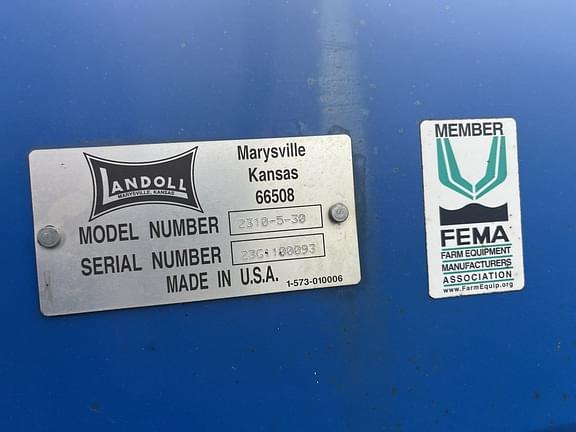 LANDOLL
MARYSVILLE, KANSAS
Marysville
Kansas
66508
MODEL NUMBER 2310-5-30
SERIAL NUMBER 23G1100093
MADE IN U.S.A. 1-573-010006
MEMBER
FEMA
FARM EQUIPMENT
MANUFACTURERS
ASSOCIATION
www.FarmEquip.org